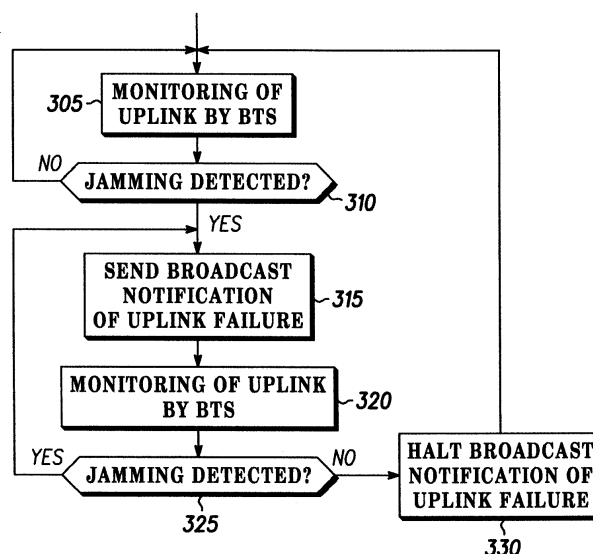 305
MONITORING OF
UPLINK BY BTS
NO
JAMMING DETECTED?
310
YES
SEND BROADCAST
NOTIFICATION
OF UPLINK FAILURE
315
MONITORING OF UPLINK
BY BTS
320
YES
JAMMING DETECTED?
NO
325
HALT BROADCAST
NOTIFICATION OF
UPLINK FAILURE
330